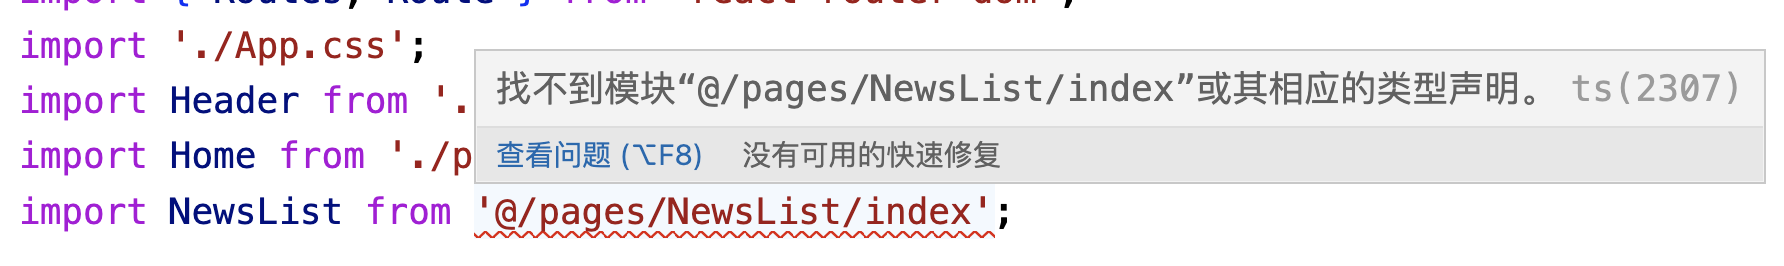 import { Routes, Route } from 'react-router-dom';
import './App.css';
import Header from '.
import Home from './p
import NewsList from '@/pages/NewsList/index';
找不到模块“@/pages/NewsList/index”或其相应的类型声明。 ts(2307)
查看问题 (⌥F8) 没有可用的快速修复